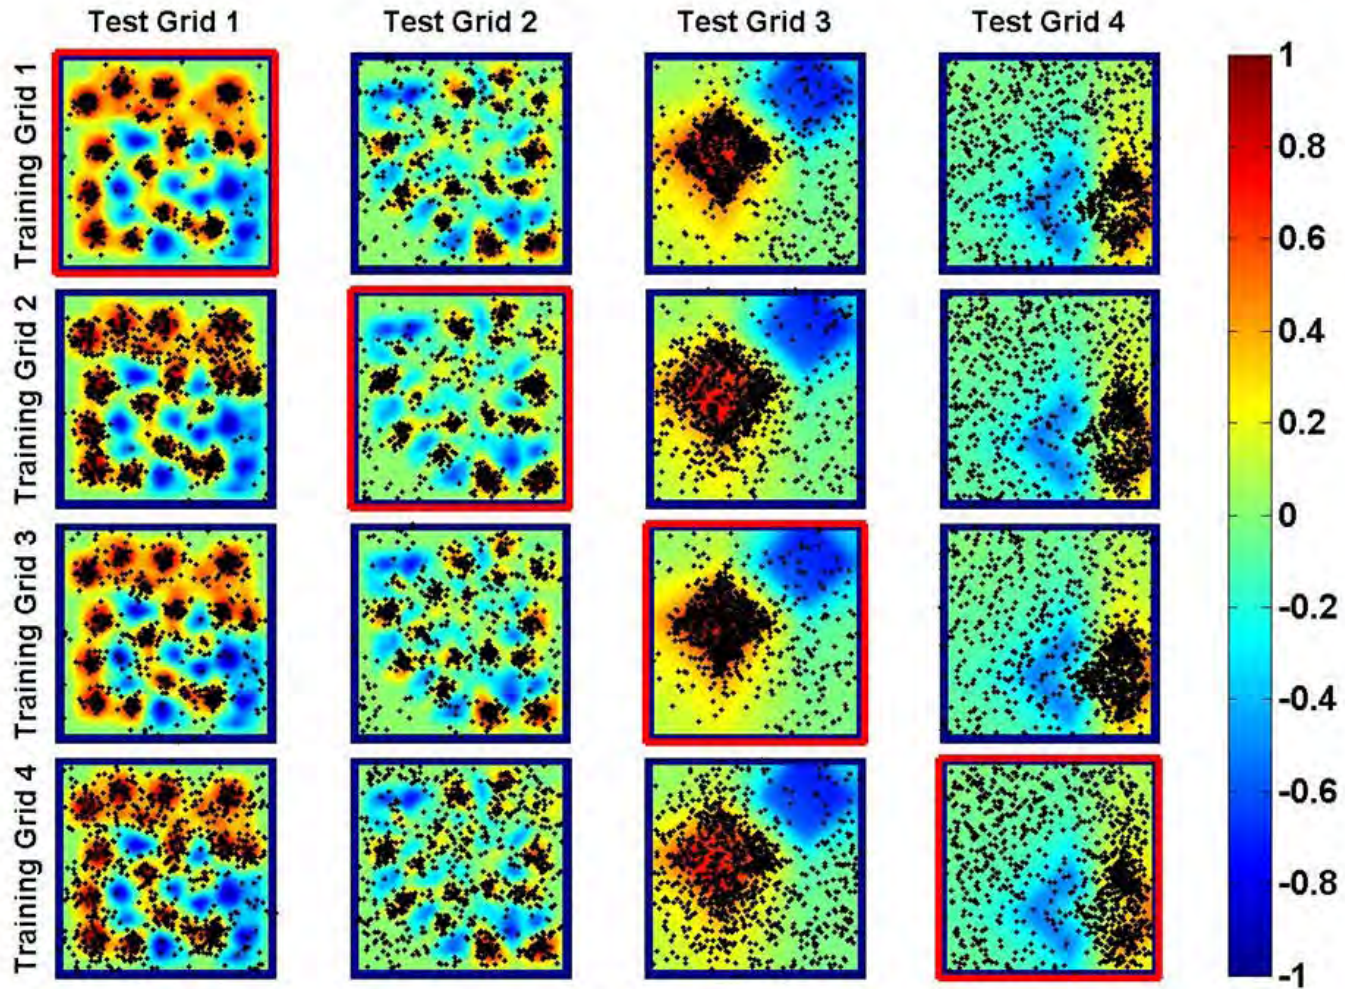 Test Grid 1 Test Grid 2 Test Grid 3 Test Grid 4
Training Grid 1
Training Grid 2
Training Grid 3
Training Grid 4
1
0.8
0.6
0.4
0.2
0
-0.2
-0.4
-0.6
-0.8
-1